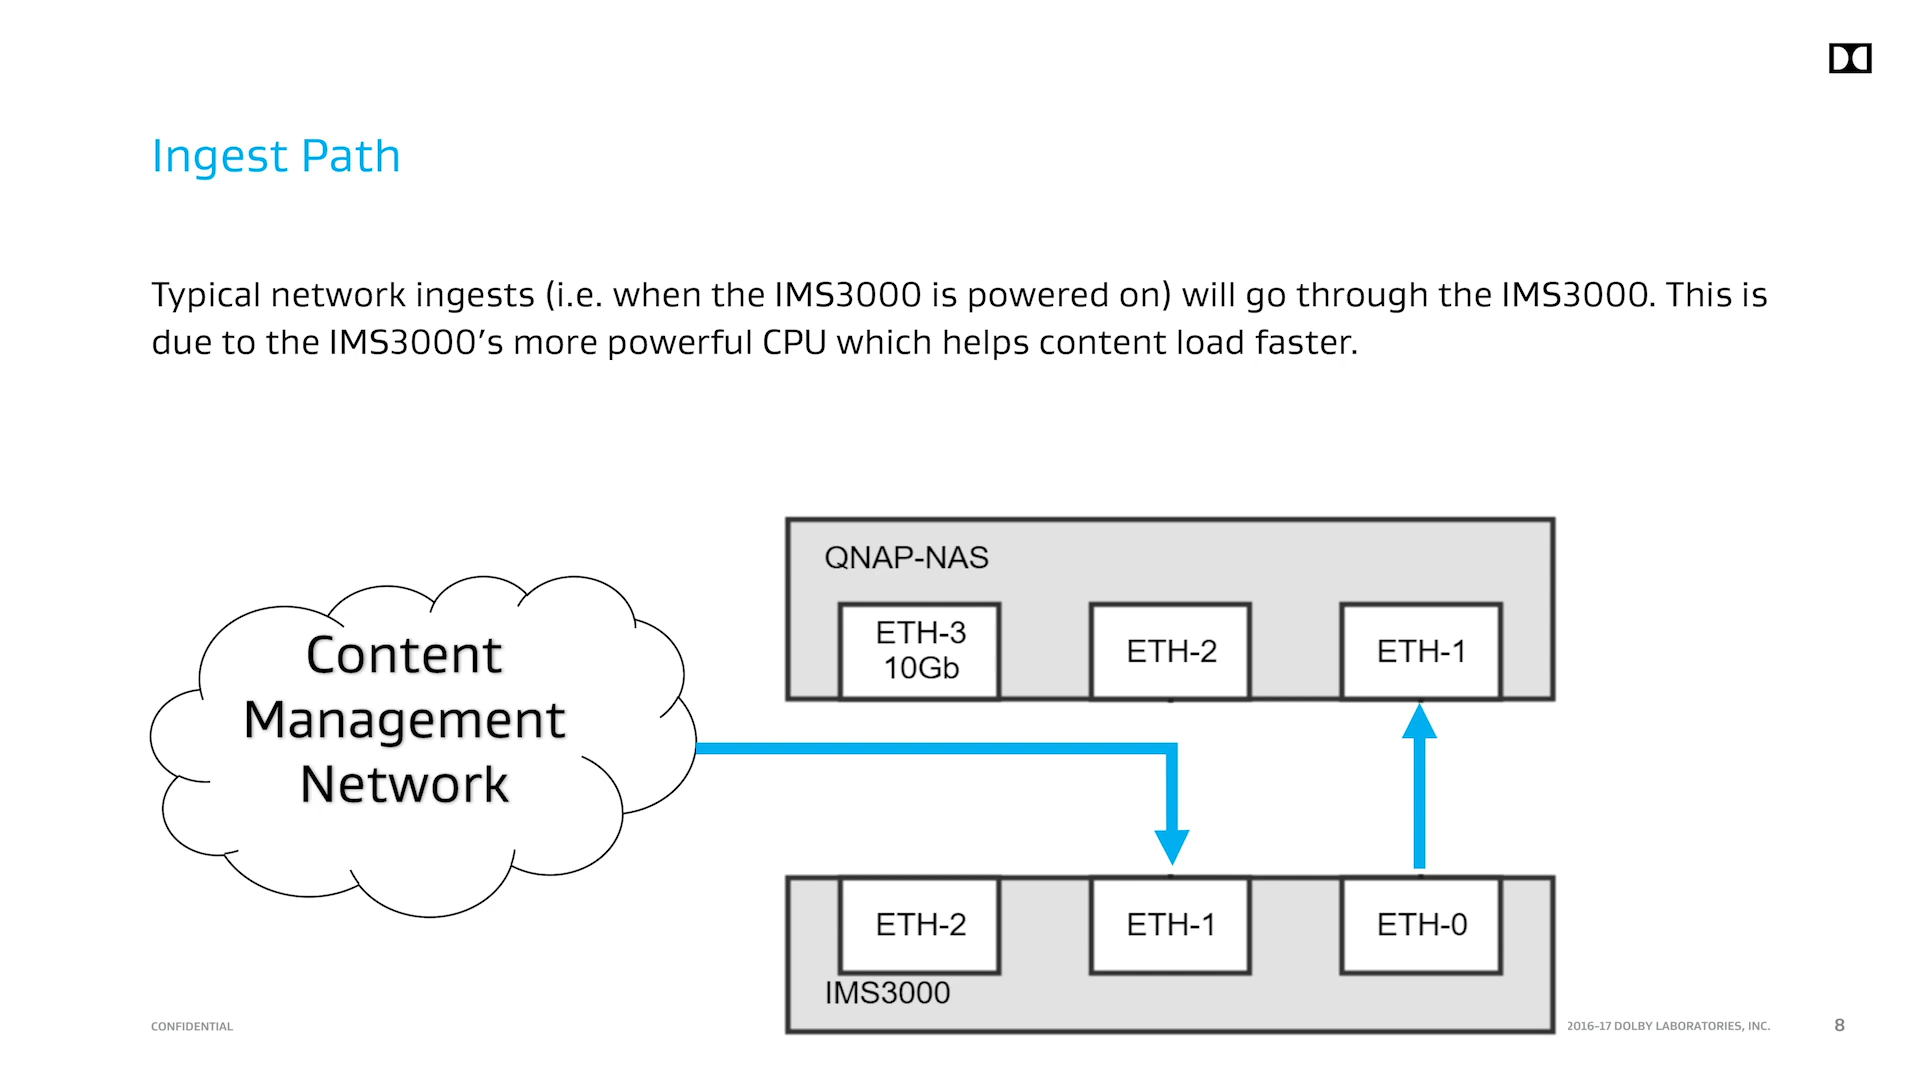 Ingest Path
Typical network ingests (i.e. when the IMS3000 is powered on) will go through the IMS3000. This is
due to the IMS3000’s more powerful CPU which helps content load faster.
Content
Management
Network
QNAP-NAS
ETH-3
10Gb
ETH-2
ETH-1
ETH-2
ETH-1
ETH-0
IMS3000
CONFIDENTIAL
2016-17 DOLBY LABORATORIES, INC.
8